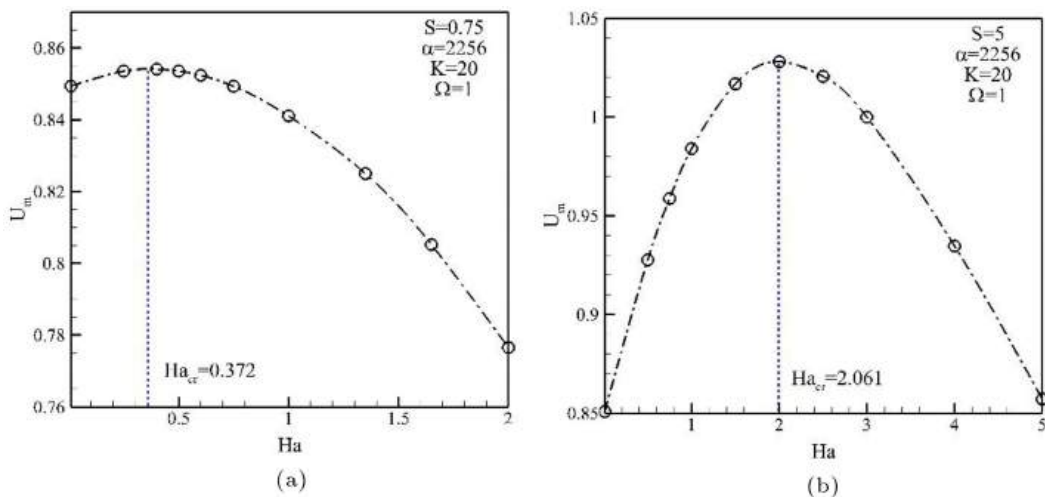 S=0.75
α=2256
K=20
Ω=1
0.86
0.84
0.82
0.8
0.78
0.76
U_m
Ha_cr=0.372
0.5
1
1.5
2
Ha
(a)
S=5
α=2256
K=20
Ω=1
1.05
1
0.95
0.9
0.85
U_m
Ha_cr=2.061
1
2
3
4
5
Ha
(b)